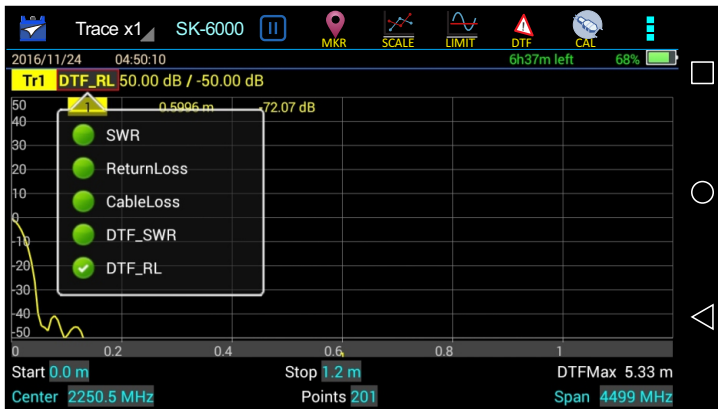 Trace x1 SK-6000 MKR SCALE LIMIT DTF CAL
2016/11/24 04:50:10 6h37m left 68%
Tr1 DTF_RL 50.00 dB / -50.00 dB
50 1 0.5996 m -72.07 dB
40
SWR
30
ReturnLoss
20
CableLoss
10
0
DTF_SWR
-10
-20
DTF_RL
-30
-40
-50
0 0.2 0.4 0.6 0.8 1
Start 0.0 m Stop 1.2 m DTFMax 5.33 m
Center 2250.5 MHz Points 201 Span 4499 MHz